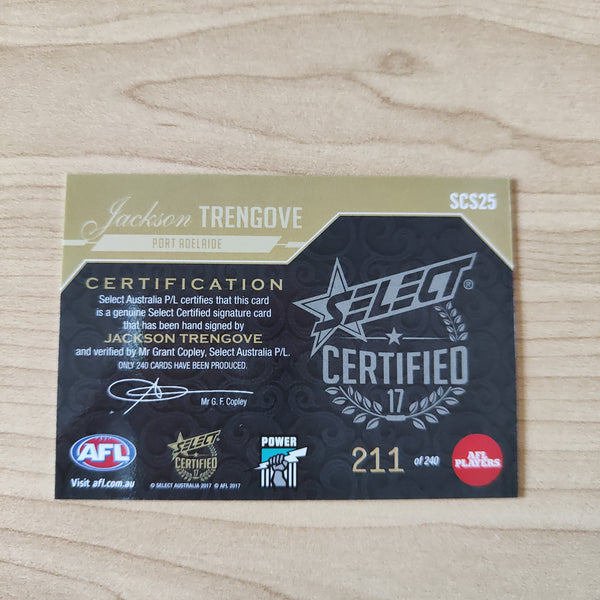 Jackson TRENGOVE
SCS25
PORT ADELAIDE
CERTIFICATION
Select Australia P/L certifies that this card
is a genuine Select Certified signature card
that has been hand signed by
JACKSON TRENGOVE
and verified by Mr Grant Copley, Select Australia P/L.
ONLY 240 CARDS HAVE BEEN PRODUCED.
Mr G. F. Copley
SELECT®
CERTIFIED
17
AFL
Visit afl.com.au
SELECT
CERTIFIED
17
© SELECT AUSTRALIA 2017 © AFL 2017
POWER
211 of 240
AFL
PLAYERS